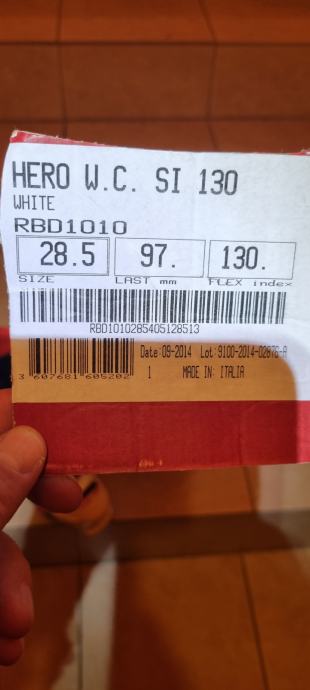 HERO W.C. SI 130
WHITE
RBD1010
28.5 97. 130.
SIZE LAST mm FLEX index
RBD1010285405128513
Date 09-2014 Lot: 9100-2014-02876-A
3 607681 605202 1 MADE IN: ITALIA